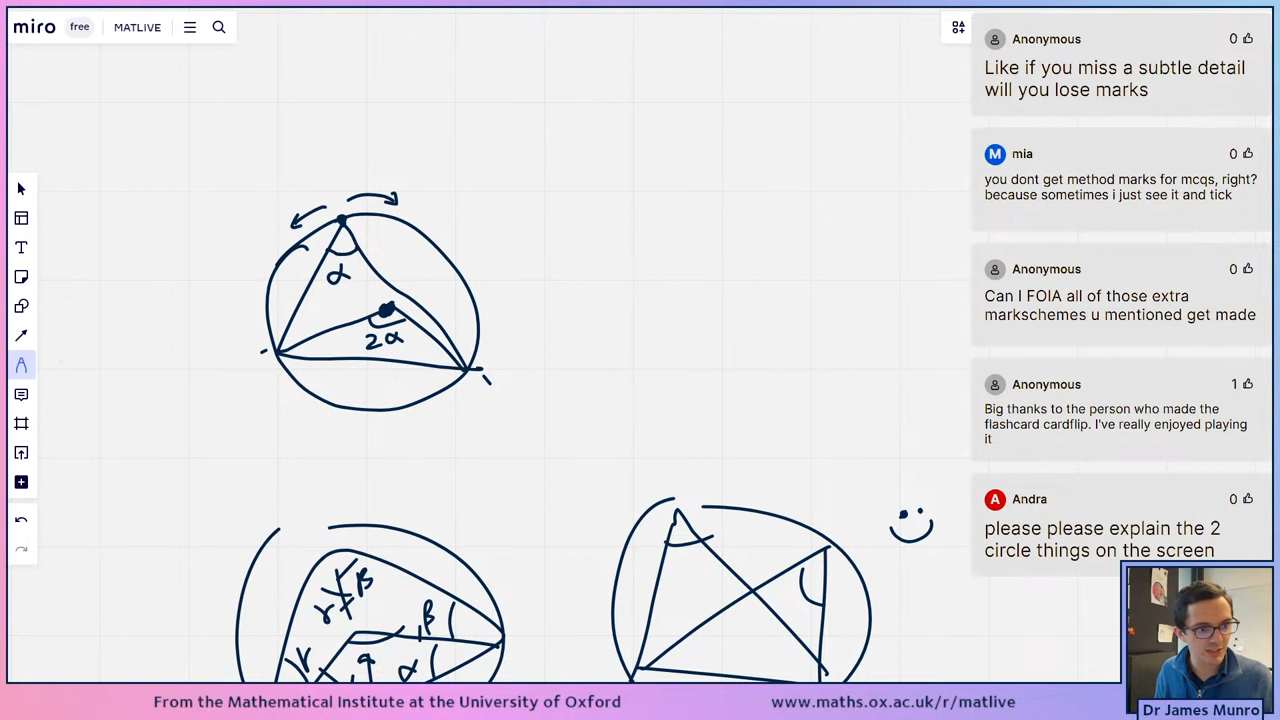 miro free MATLIVE
Anonymous 0
Like if you miss a subtle detail
will you lose marks
M mia 0
you dont get method marks for mcqs, right?
because sometimes i just see it and tick
Anonymous 0
Can I FOIA all of those extra
markschemes u mentioned get made
Anonymous 1
Big thanks to the person who made the
flashcard cardflip. I've really enjoyed playing
it
A Andra 0
please please explain the 2
circle things on the screen
α
2α
β
γ
β
γ
α
From the Mathematical Institute at the University of Oxford
www.maths.ox.ac.uk/r/matlive
Dr James Munro